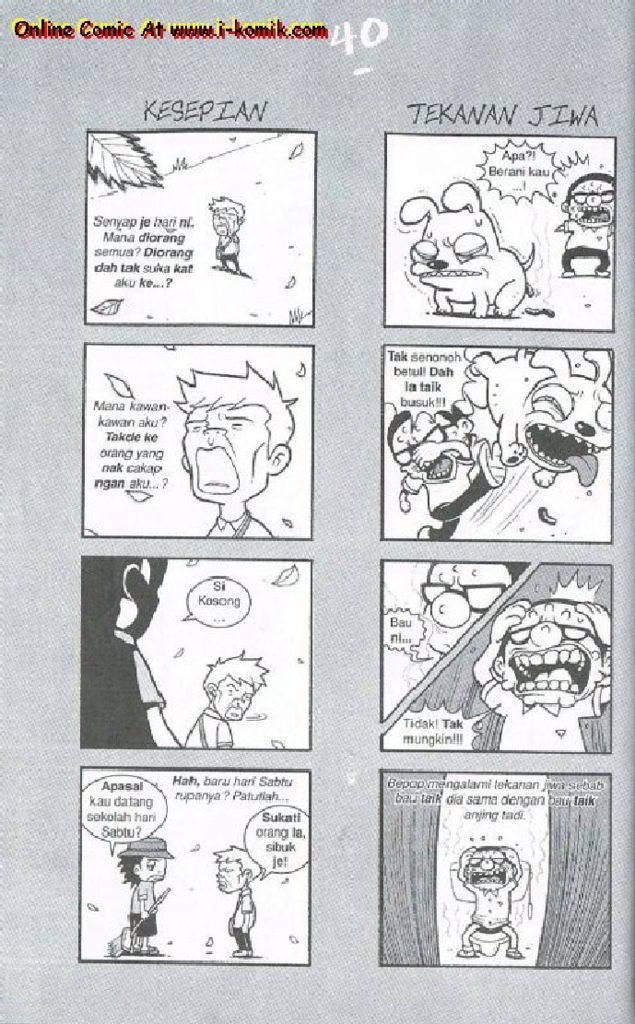 Online Comic At www.i-komik.com
40
KESEPIAN
Senyap je hari ni.
Mana diorang
semua? Diorang
dah tak suka kat
aku ke...?
Mana kawan-
kawan aku?
Takde ke
orang yang
nak cakap
ngan aku...?
Si
Kosong
...
Hah, baru hari Sabtu
rupanya? Patutlah...
Apasal
kau datang
sekolah hari
Sabtu?
Sukati
orang la,
sibuk
je!
TEKANAN JIWA
Apa?!
Berani kau
...!
Tak senonoh
betul! Dah
la taik
busuk!!!
Bau
ni...
Tidak! Tak
mungkin!!!
Bepop mengalami tekanan jiwa sebab
bau taik dia sama dengan bau taik
anjing tadi.